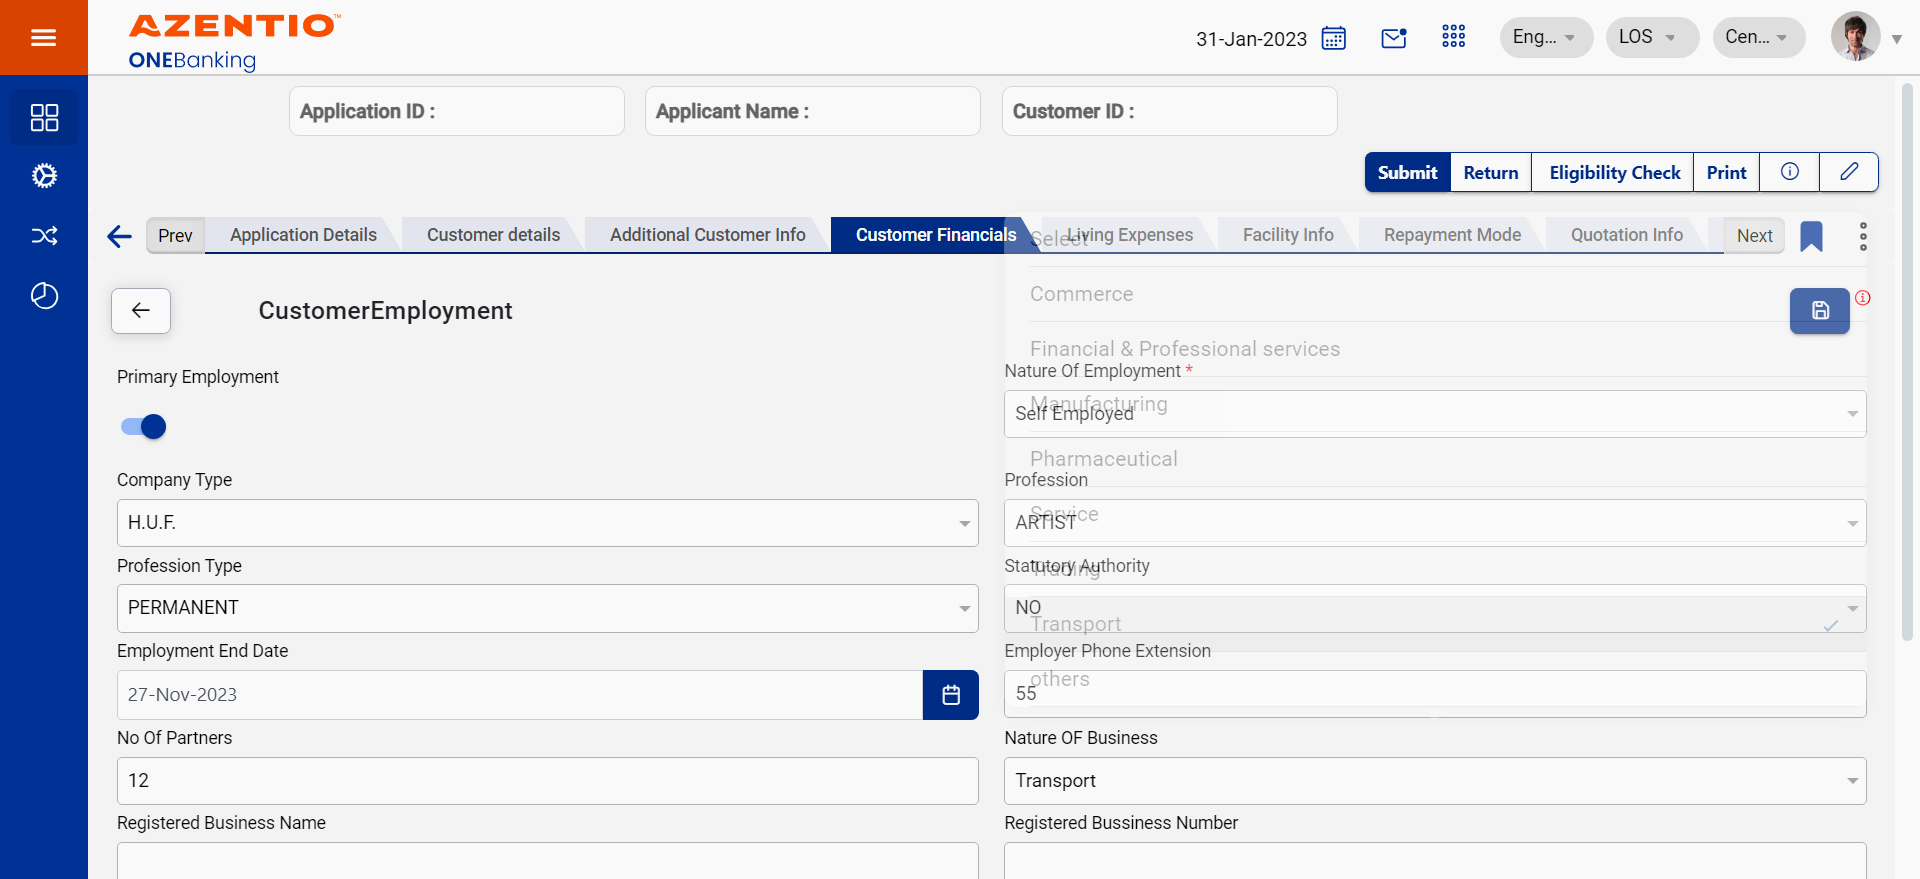 AZENTIO™
ONEBanking
31-Jan-2023
Eng...
LOS
Cen...
Application ID :
Applicant Name :
Customer ID :
Submit
Return
Eligibility Check
Print
Prev
Application Details
Customer details
Additional Customer Info
Customer Financials
Living Expenses
Facility Info
Repayment Mode
Quotation Info
Next
Select
Commerce
Financial & Professional services
Manufacturing
Pharmaceutical
Service
Trading
Transport
others
CustomerEmployment
Primary Employment
Nature Of Employment *
Self Employed
Company Type
H.U.F.
Profession
ARTIST
Profession Type
PERMANENT
Statutory Authority
NO
Employment End Date
27-Nov-2023
Employer Phone Extension
55
No Of Partners
12
Nature OF Business
Transport
Registered Business Name
Registered Bussiness Number